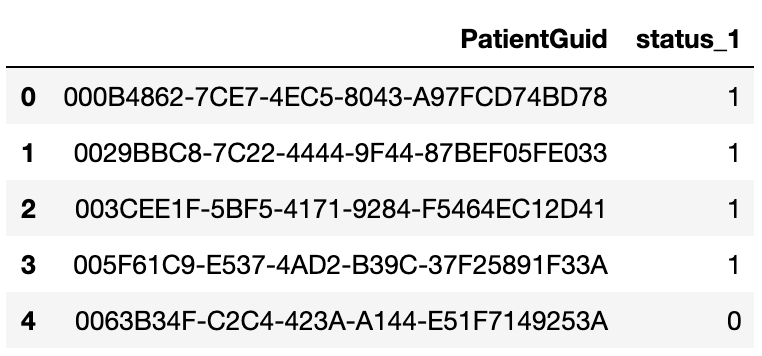 PatientGuid status_1
0 000B4862-7CE7-4EC5-8043-A97FCD74BD78 1
1 0029BBC8-7C22-4444-9F44-87BEF05FE033 1
2 003CEE1F-5BF5-4171-9284-F5464EC12D41 1
3 005F61C9-E537-4AD2-B39C-37F25891F33A 1
4 0063B34F-C2C4-423A-A144-E51F7149253A 0